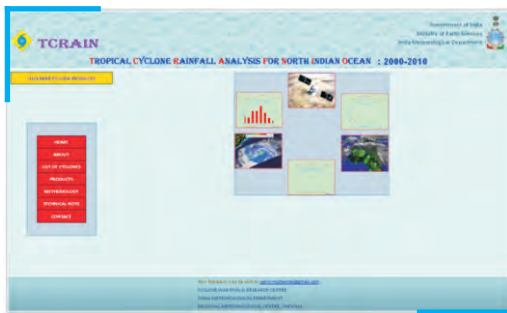 Government of India
Ministry of Earth Sciences
India Meteorological Department
TCRAIN
TROPICAL CYCLONE RAINFALL ANALYSIS FOR NORTH INDIAN OCEAN : 2000-2010
HOME
ABOUT
LIST OF CYCLONES
PRODUCTS
METHODOLOGY
TECHNICAL NOTE
CONTACT
CYCLONE WARNING & RESEARCH CENTRE
INDIA METEOROLOGICAL DEPARTMENT
REGIONAL METEOROLOGICAL CENTRE, CHENNAI